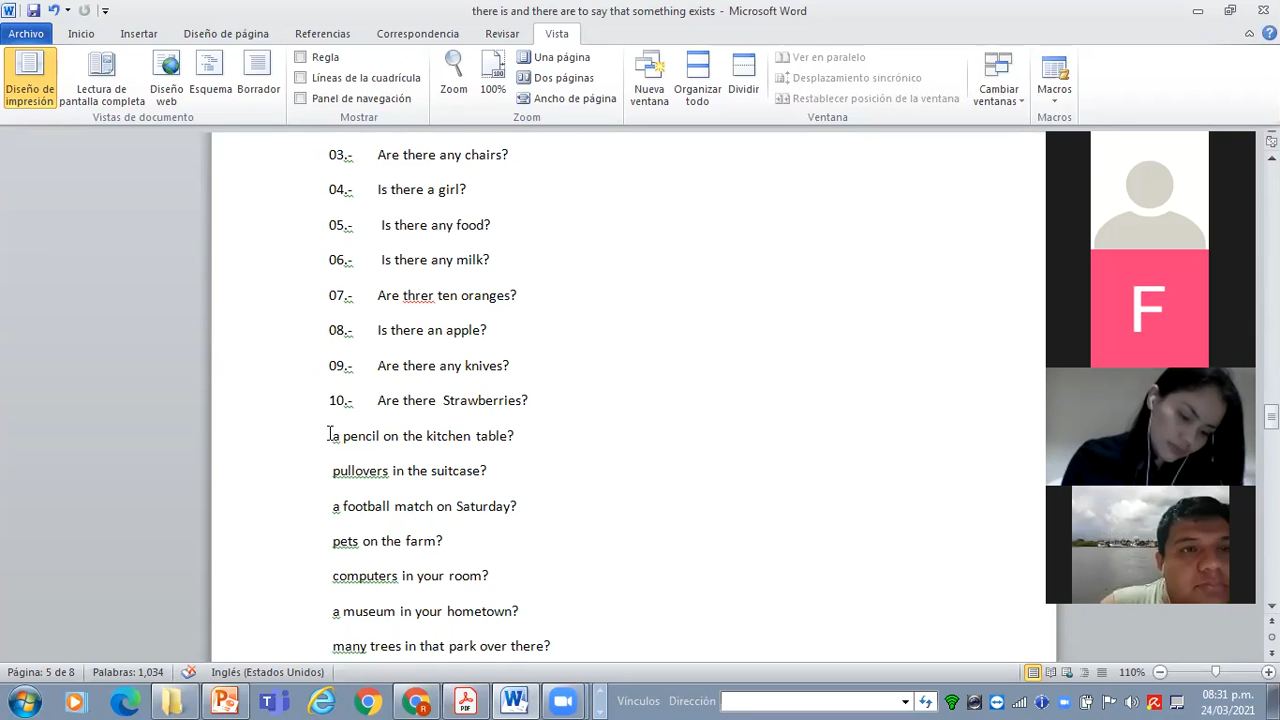 there is and there are to say that something exists - Microsoft Word
Archivo Inicio Insertar Diseño de página Referencias Correspondencia Revisar Vista
Diseño de impresión
Lectura de pantalla completa
Diseño web
Esquema
Borrador
Vistas de documento
Regla
Líneas de la cuadrícula
Panel de navegación
Mostrar
Zoom
100%
Una página
Dos páginas
Ancho de página
Zoom
Nueva ventana
Organizar todo
Dividir
Ver en paralelo
Desplazamiento sincrónico
Restablecer posición de la ventana
Cambiar ventanas
Ventana
Macros
Macros
03.- Are there any chairs?
04.- Is there a girl?
05.- Is there any food?
06.- Is there any milk?
07.- Are threr ten oranges?
08.- Is there an apple?
09.- Are there any knives?
10.- Are there Strawberries?
a pencil on the kitchen table?
pullovers in the suitcase?
a football match on Saturday?
pets on the farm?
computers in your room?
a museum in your hometown?
many trees in that park over there?
F
Página: 5 de 8 Palabras: 1,034 Inglés (Estados Unidos) 110%
Vínculos Dirección
08:31 p.m.
24/03/2021